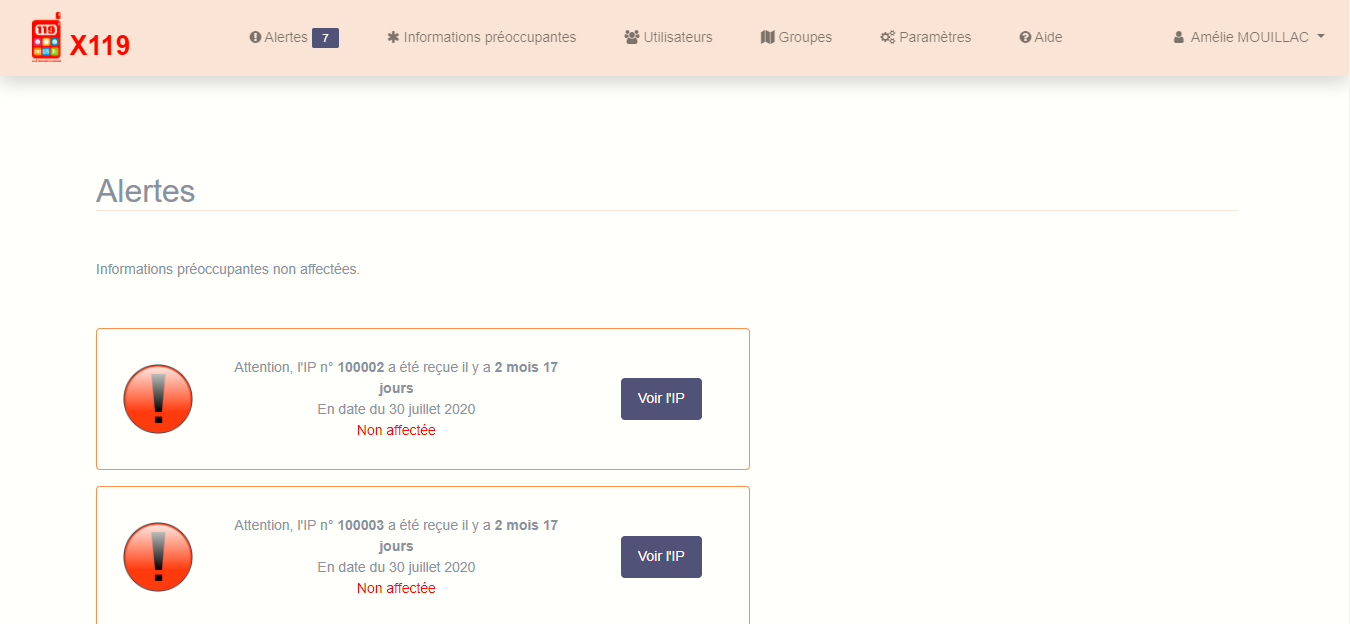 119
X119
Alertes 7
Informations préoccupantes
Utilisateurs
Groupes
Paramètres
Aide
Amélie MOUILLAC
Alertes
Informations préoccupantes non affectées.
Attention, l'IP n° 100002 a été reçue il y a 2 mois 17
jours
En date du 30 juillet 2020
Non affectée
Voir l'IP
Attention, l'IP n° 100003 a été reçue il y a 2 mois 17
jours
En date du 30 juillet 2020
Non affectée
Voir l'IP